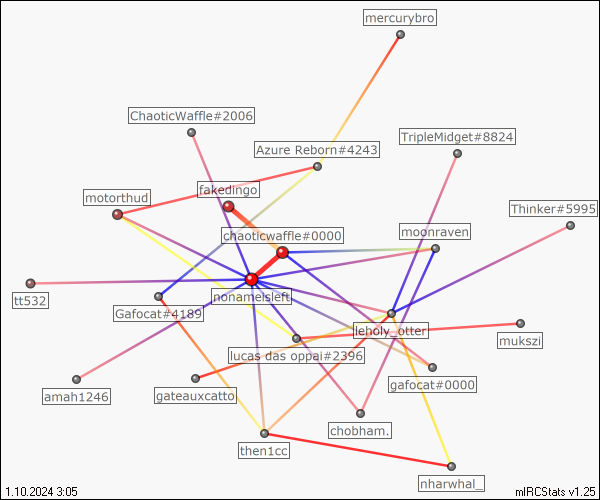 mercurybro
ChaoticWaffle#2006
Azure Reborn#4243
TripleMidget#8824
motorthud
fakedingo
Thinker#5995
chaoticwaffle#0000
moonraven
tt532
nonameisleft
Gafocat#4189
leholy_otter
mukszi
lucas das oppai#2396
amah1246
gateauxcatto
gafocat#0000
chobham.
then1cc
nharwhal_
1.10.2024 3:05
mIRCStats v1.25